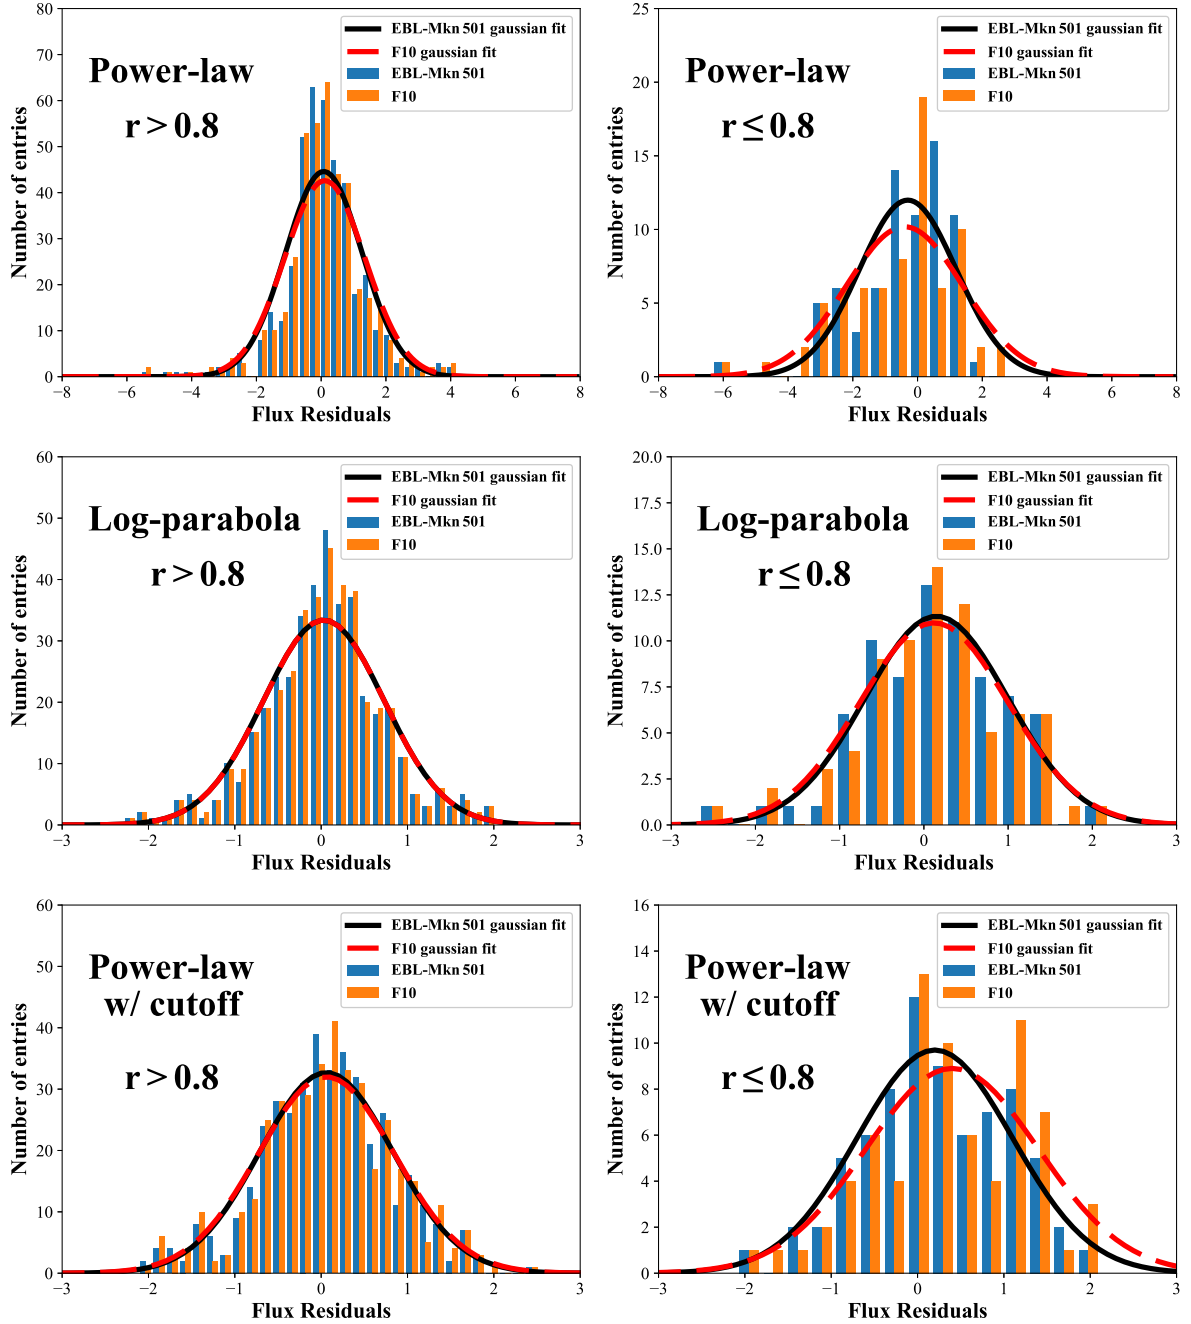 80
70
60
50
40
30
20
10
0
Number of entries
Power-law
r > 0.8
EBL-Mkn 501 gaussian fit
F10 gaussian fit
EBL-Mkn 501
F10
−8 −6 −4 −2 0 2 4 6 8
Flux Residuals
25
20
15
10
5
0
Number of entries
Power-law
r ≤ 0.8
EBL-Mkn 501 gaussian fit
F10 gaussian fit
EBL-Mkn 501
F10
−8 −6 −4 −2 0 2 4 6 8
Flux Residuals
60
50
40
30
20
10
0
Number of entries
Log-parabola
r > 0.8
EBL-Mkn 501 gaussian fit
F10 gaussian fit
EBL-Mkn 501
F10
−3 −2 −1 0 1 2 3
Flux Residuals
20.0
17.5
15.0
12.5
10.0
7.5
5.0
2.5
0.0
Number of entries
Log-parabola
r ≤ 0.8
EBL-Mkn 501 gaussian fit
F10 gaussian fit
EBL-Mkn 501
F10
−3 −2 −1 0 1 2 3
Flux Residuals
60
50
40
30
20
10
0
Number of entries
Power-law
w/ cutoff
r > 0.8
EBL-Mkn 501 gaussian fit
F10 gaussian fit
EBL-Mkn 501
F10
−3 −2 −1 0 1 2 3
Flux Residuals
16
14
12
10
8
6
4
2
0
Number of entries
Power-law
w/ cutoff
r ≤ 0.8
EBL-Mkn 501 gaussian fit
F10 gaussian fit
EBL-Mkn 501
F10
−3 −2 −1 0 1 2 3
Flux Residuals